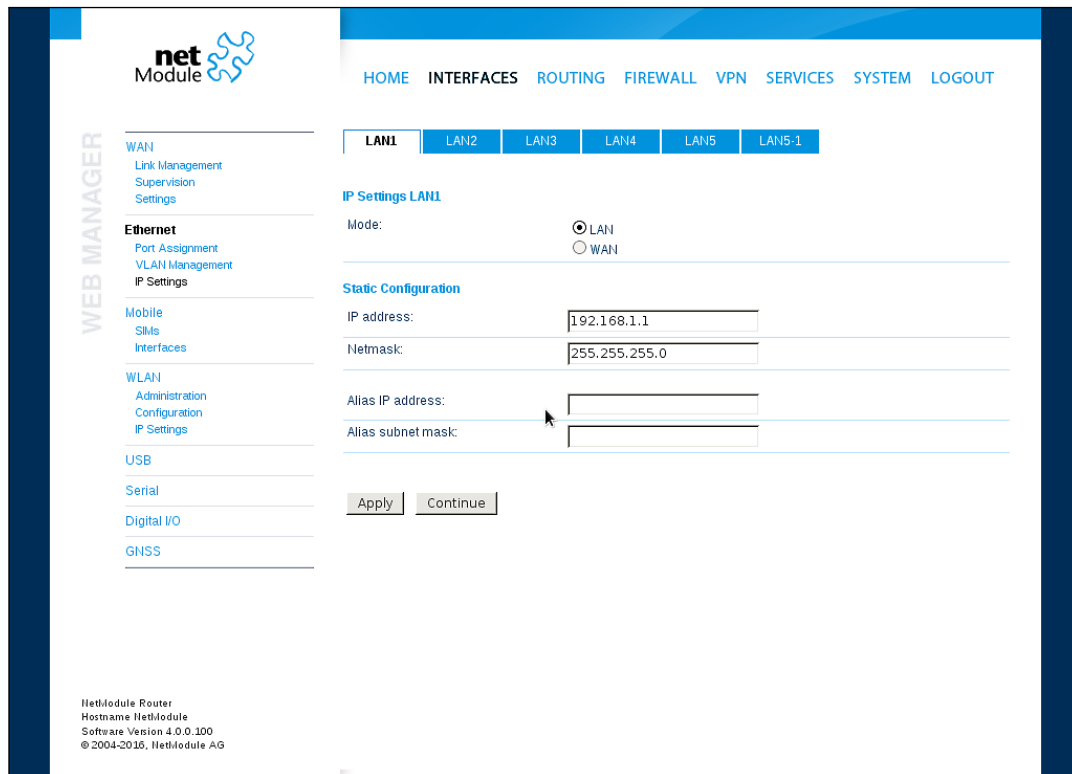 net
Module
HOME INTERFACES ROUTING FIREWALL VPN SERVICES SYSTEM LOGOUT
WEB MANAGER
WAN
Link Management
Supervision
Settings
Ethernet
Port Assignment
VLAN Management
IP Settings
Mobile
SIMs
Interfaces
WLAN
Administration
Configuration
IP Settings
USB
Serial
Digital I/O
GNSS
LAN1 LAN2 LAN3 LAN4 LAN5 LAN5-1
IP Settings LAN1
Mode:
LAN
WAN
Static Configuration
IP address: 192.168.1.1
Netmask: 255.255.255.0
Alias IP address:
Alias subnet mask:
Apply Continue
NetModule Router
Hostname NetModule
Software Version 4.0.0.100
© 2004-2016, NetModule AG